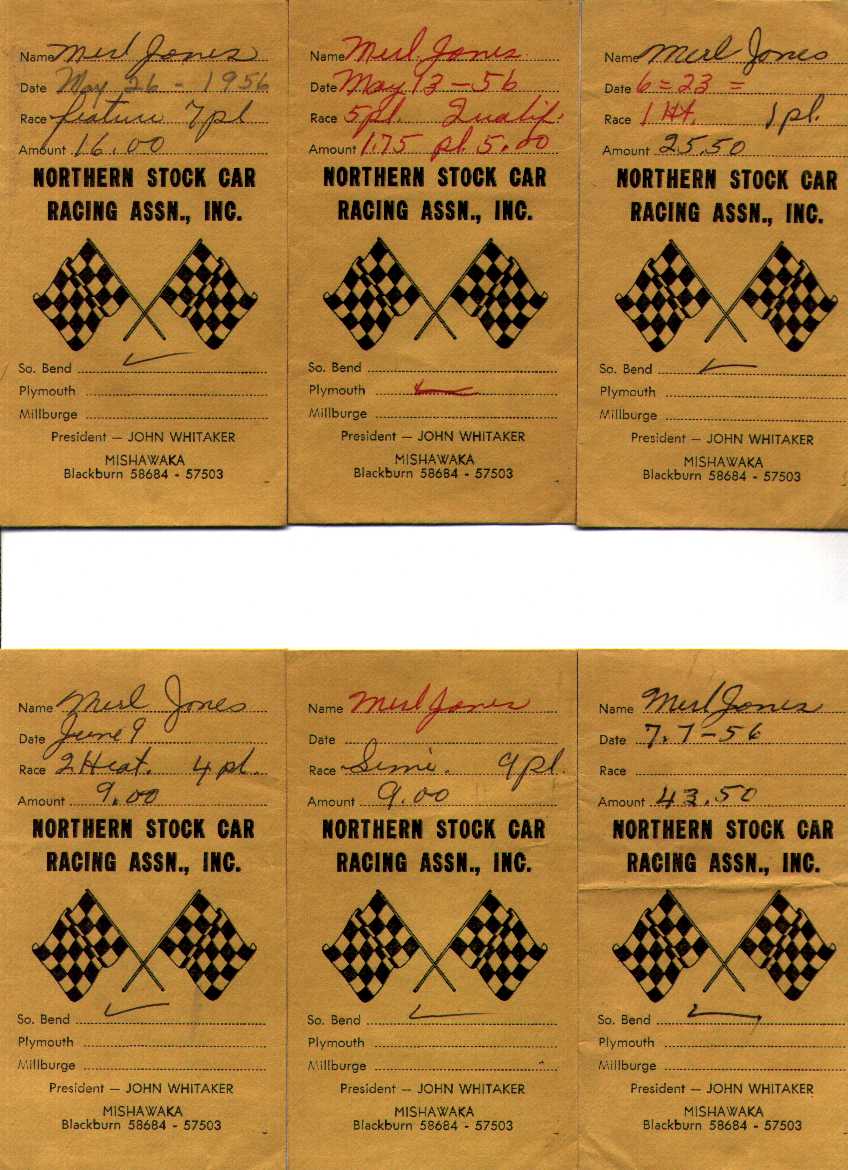 Name Merl Jones
Date May 26 - 1956
Race feature 7 pl
Amount 16.00
NORTHERN STOCK CAR
RACING ASSN., INC.
So. Bend
Plymouth
Millburge
President — JOHN WHITAKER
MISHAWAKA
Blackburn 58684 - 57503
Name Merl Jones
Date May 13 - 56
Race 5 pl. Qualif.
Amount 1.75 pl. 5.00
NORTHERN STOCK CAR
RACING ASSN., INC.
So. Bend
Plymouth
Millburge
President — JOHN WHITAKER
MISHAWAKA
Blackburn 58684 - 57503
Name Merl Jones
Date 6 = 23 =
Race 1 Ht. 1 pl.
Amount 25.50
NORTHERN STOCK CAR
RACING ASSN., INC.
So. Bend
Plymouth
Millburge
President — JOHN WHITAKER
MISHAWAKA
Blackburn 58684 - 57503
Name Merl Jones
Date June 9
Race 2 Heat. 4 pl.
Amount 9.00
NORTHERN STOCK CAR
RACING ASSN., INC.
So. Bend
Plymouth
Millburge
President — JOHN WHITAKER
MISHAWAKA
Blackburn 58684 - 57503
Name Merl Jones
Date
Race Semi. 9 pl.
Amount 9.00
NORTHERN STOCK CAR
RACING ASSN., INC.
So. Bend
Plymouth
Millburge
President — JOHN WHITAKER
MISHAWAKA
Blackburn 58684 - 57503
Name Merl Jones
Date 7.7-56
Race
Amount 43.50
NORTHERN STOCK CAR
RACING ASSN., INC.
So. Bend
Plymouth
Millburge
President — JOHN WHITAKER
MISHAWAKA
Blackburn 58684 - 57503